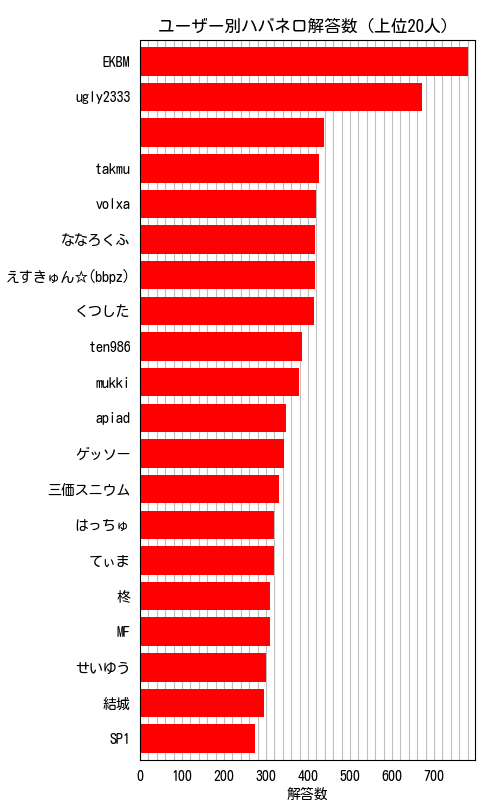 ユーザー別ハバネロ解答数 (上位20人)
EKBM
ugly2333
takmu
volxa
ななろくふ
えすきゅん☆(bbpz)
くつした
ten986
mukki
apiad
ゲッソー
三価スニウム
はっちゅ
てぃま
柊
MF
せいゆう
結城
SP1
0 100 200 300 400 500 600 700
解答数